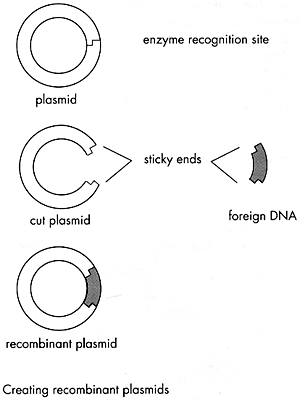 enzyme recognition site
plasmid
sticky ends
cut plasmid
foreign DNA
recombinant plasmid
Creating recombinant plasmids